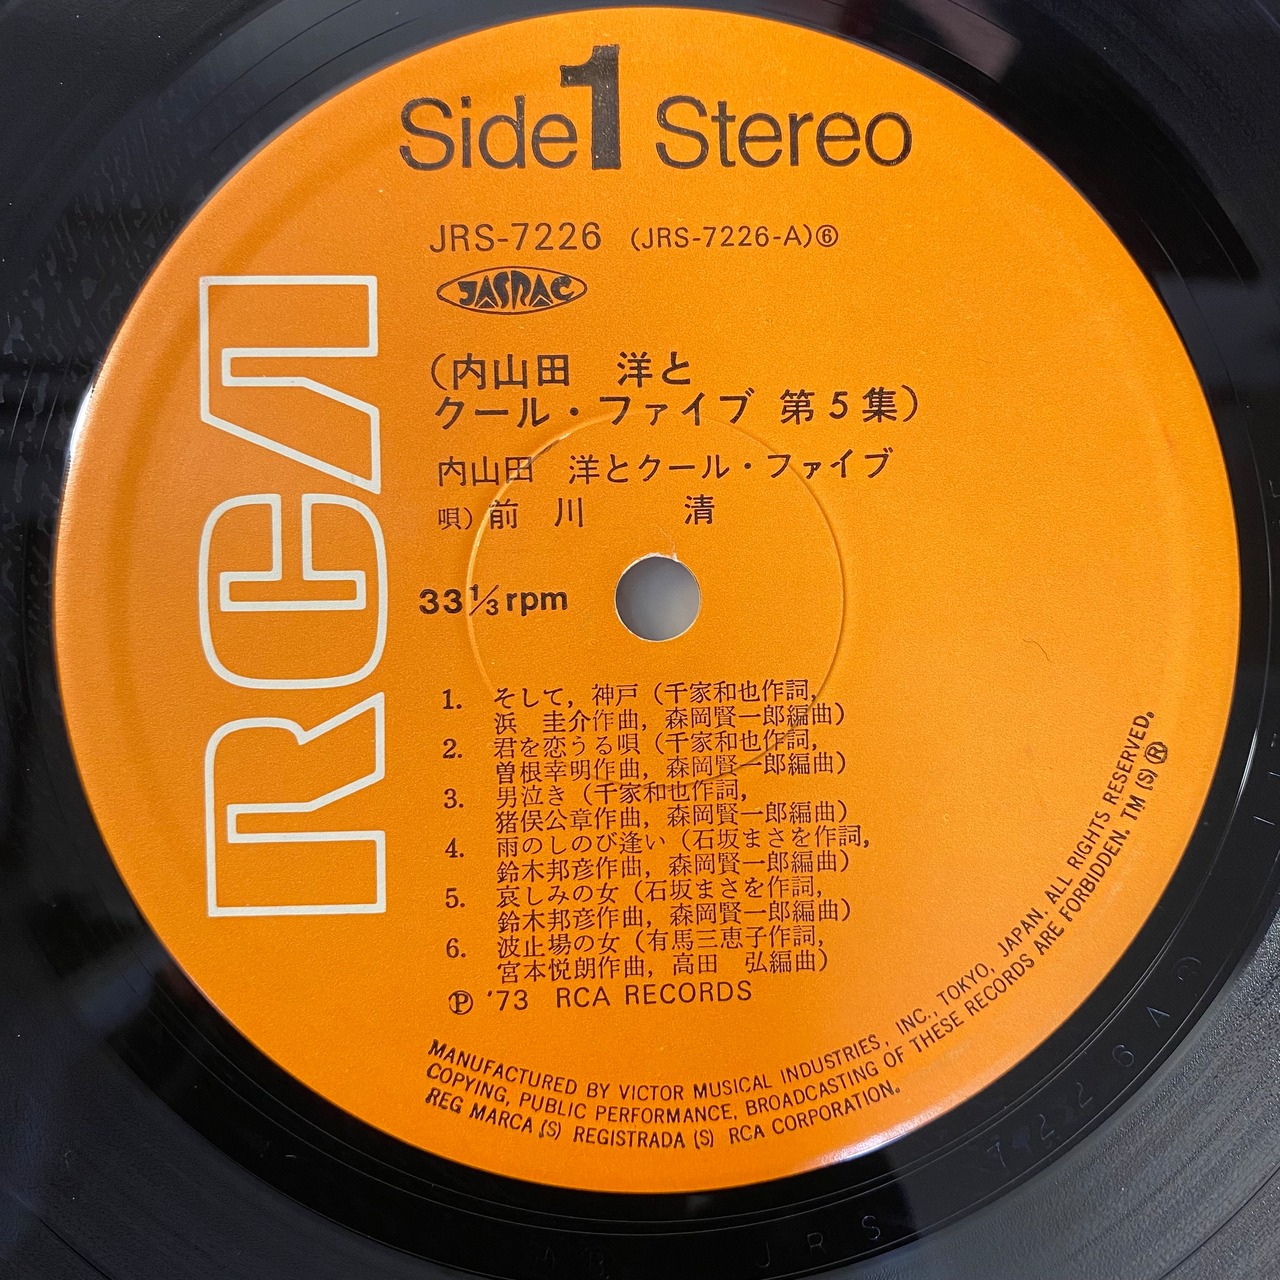 Side 1 Stereo
JRS-7226 (JRS-7226-A)⑥
JASRAC
RCA
(内山田 洋と
クール・ファイブ 第5集)
内山田 洋とクール・ファイブ
唄) 前川 清
33⅓rpm
1. そして,神戸(千家和也作詞,
浜 圭介作曲,森岡賢一郎編曲)
2. 君を恋うる唄(千家和也作詞,
曽根幸明作曲,森岡賢一郎編曲)
3. 男泣き(千家和也作詞,
猪俣公章作曲,森岡賢一郎編曲)
4. 雨のしのび逢い(石坂まさを作詞,
鈴木邦彦作曲,森岡賢一郎編曲)
5. 哀しみの女(石坂まさを作詞,
鈴木邦彦作曲,森岡賢一郎編曲)
6. 波止場の女(有馬三恵子作詞,
宮本悦朗作曲,高田 弘編曲)
Ⓟ '73 RCA RECORDS
MANUFACTURED BY VICTOR MUSICAL INDUSTRIES, INC., TOKYO, JAPAN. ALL RIGHTS RESERVED.
COPYING, PUBLIC PERFORMANCE, BROADCASTING OF THESE RECORDS ARE FORBIDDEN. TM (S) Ⓡ
REG MARCA (S) REGISTRADA (S) RCA CORPORATION.
JRS